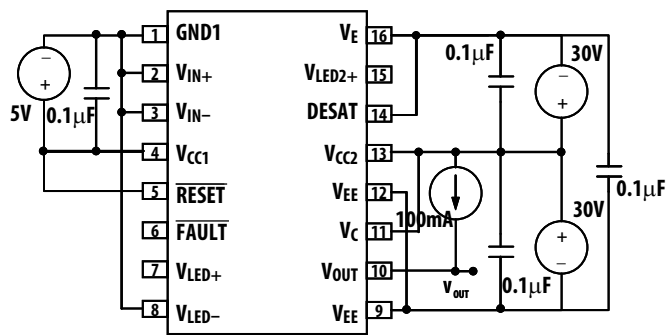 1 GND1 VE 16
2 VIN+ VLED2+ 15
3 VIN- DESAT 14
4 VCC1 VCC2 13
5 RESET VEE 12
6 FAULT VC 11
7 VLED+ VOUT 10
8 VLED- VEE 9
5V
0.1μF
0.1μF
30V
0.1μF
100mA
30V
0.1μF
VOUT